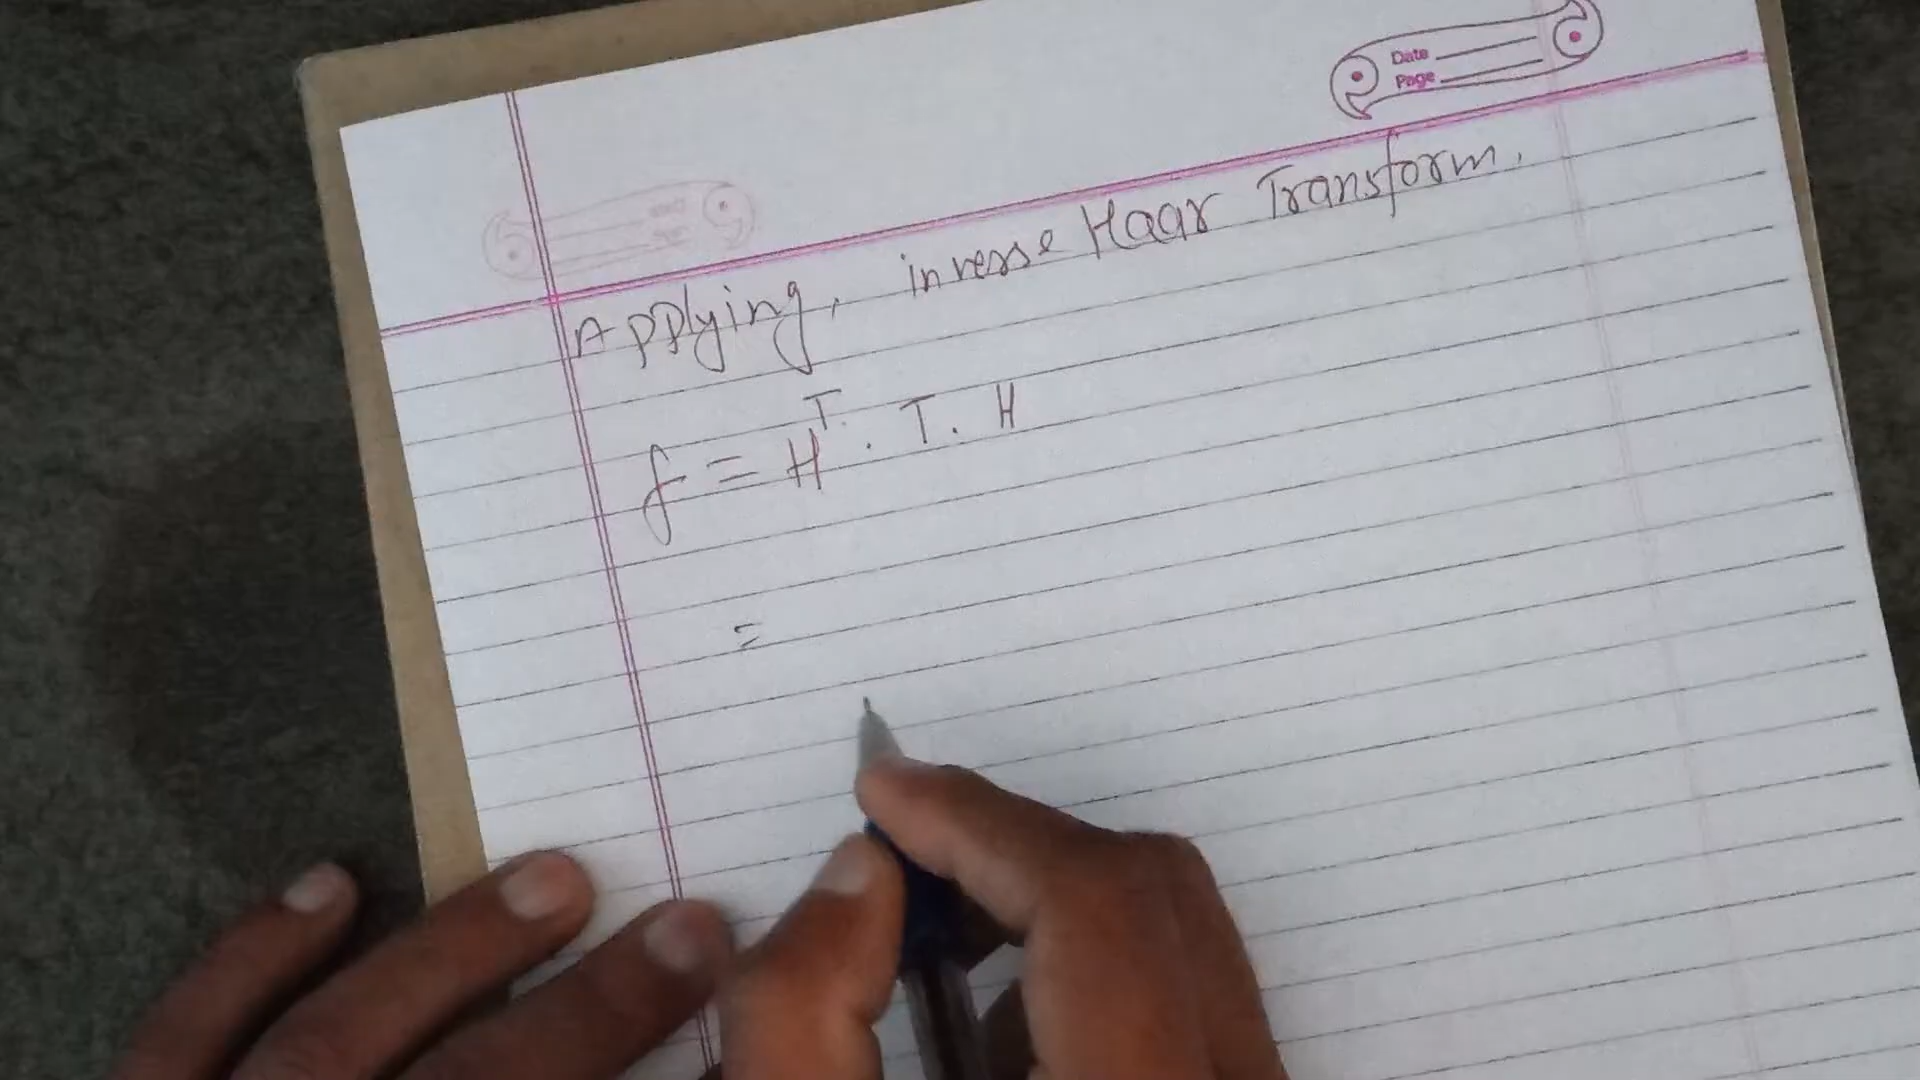 Date
Page
Applying, inverse Haar Transform.
f = H^T . T . H
=